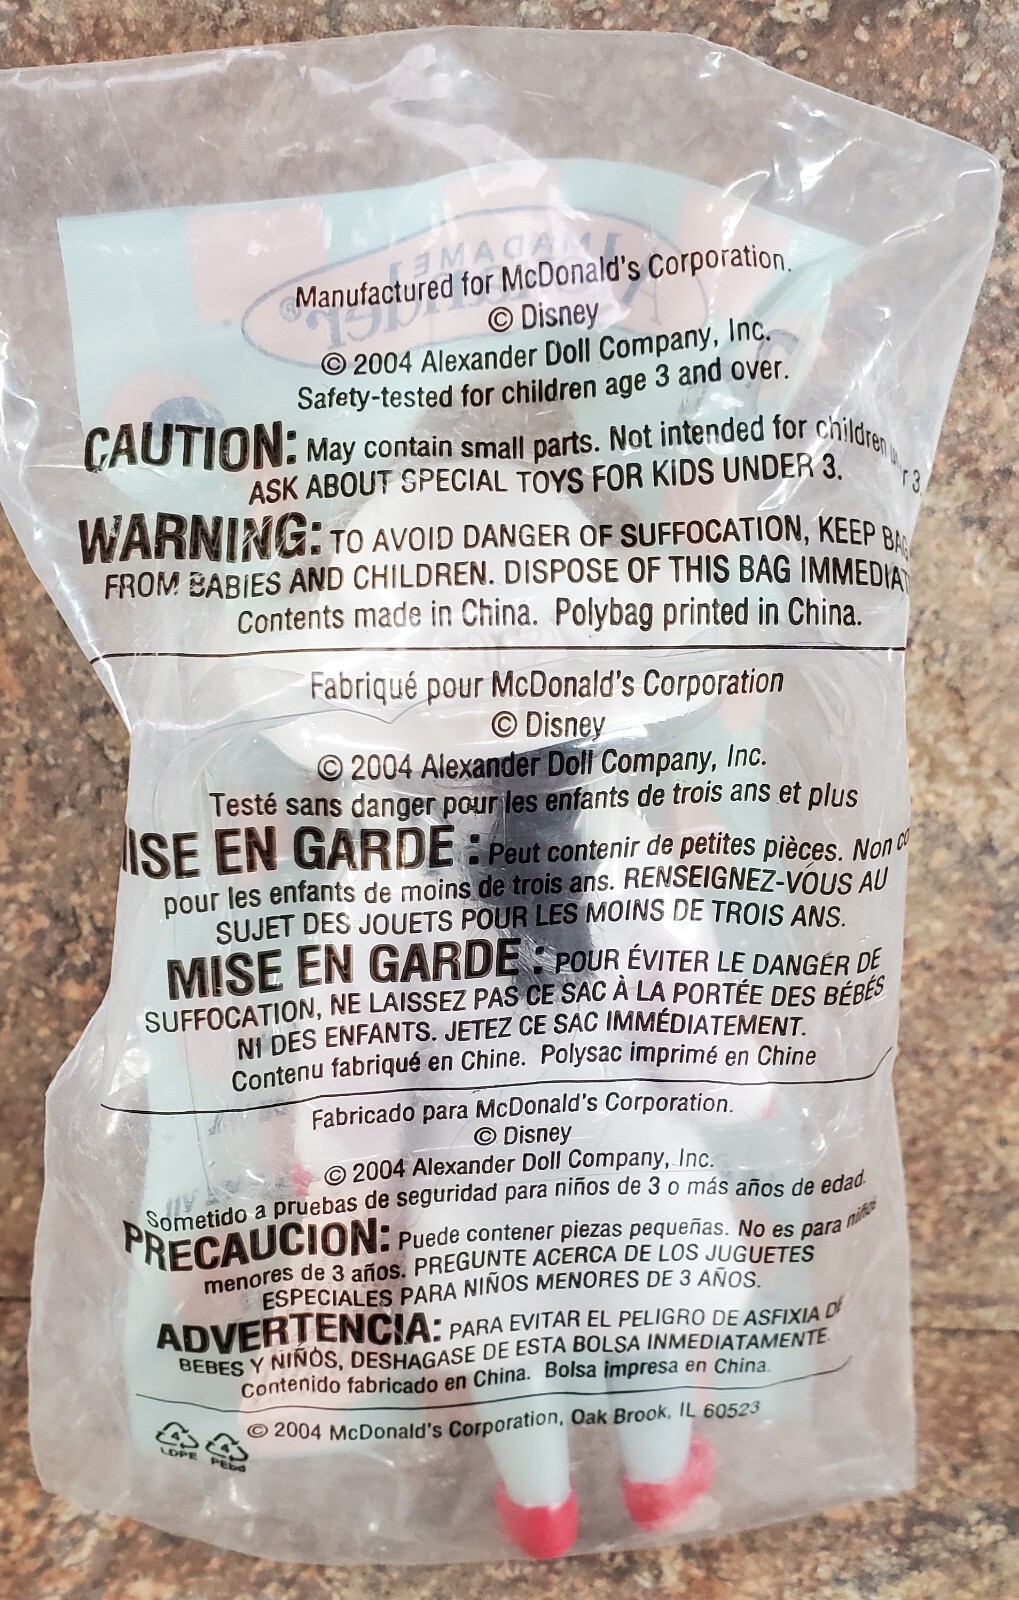 MADAME
Alexander®
Manufactured for McDonald's Corporation.
© Disney
© 2004 Alexander Doll Company, Inc.
Safety-tested for children age 3 and over.
CAUTION: May contain small parts. Not intended for children r 3.
ASK ABOUT SPECIAL TOYS FOR KIDS UNDER 3.
WARNING: TO AVOID DANGER OF SUFFOCATION, KEEP BAG
FROM BABIES AND CHILDREN. DISPOSE OF THIS BAG IMMEDIAT
Contents made in China. Polybag printed in China.
Fabriqué pour McDonald's Corporation
© Disney
© 2004 Alexander Doll Company, Inc.
Testé sans danger pour les enfants de trois ans et plus
ISE EN GARDE : Peut contenir de petites pièces. Non co
pour les enfants de moins de trois ans. RENSEIGNEZ-VOUS AU
SUJET DES JOUETS POUR LES MOINS DE TROIS ANS.
MISE EN GARDE : POUR ÉVITER LE DANGER DE
SUFFOCATION, NE LAISSEZ PAS CE SAC À LA PORTÉE DES BÉBÉS
NI DES ENFANTS. JETEZ CE SAC IMMÉDIATEMENT.
Contenu fabriqué en Chine. Polysac imprimé en Chine
Fabricado para McDonald's Corporation.
© Disney
© 2004 Alexander Doll Company, Inc.
Sometido a pruebas de seguridad para niños de 3 o más años de edad.
PRECAUCION: Puede contener piezas pequeñas. No es para niños
menores de 3 años. PREGUNTE ACERCA DE LOS JUGUETES
ESPECIALES PARA NIÑOS MENORES DE 3 AÑOS.
ADVERTENCIA: PARA EVITAR EL PELIGRO DE ASFIXIA DE
BEBES Y NIÑOS, DESHAGASE DE ESTA BOLSA INMEDIATAMENTE.
Contenido fabricado en China. Bolsa impresa en China.
© 2004 McDonald's Corporation, Oak Brook, IL 60523
4 4
LDPE PEbd